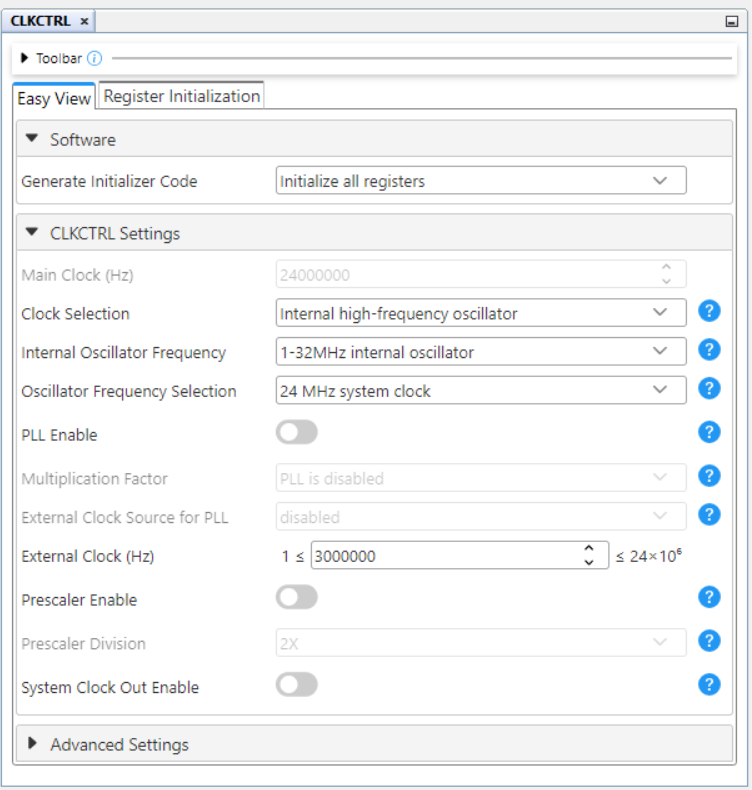 CLKCTRL ×
Toolbar
Easy View Register Initialization
Software
Generate Initializer Code Initialize all registers
CLKCTRL Settings
Main Clock (Hz) 24000000
Clock Selection Internal high-frequency oscillator ?
Internal Oscillator Frequency 1-32MHz internal oscillator ?
Oscillator Frequency Selection 24 MHz system clock ?
PLL Enable ?
Multiplication Factor PLL is disabled ?
External Clock Source for PLL disabled ?
External Clock (Hz) 1 ≤ 3000000 ≤ 24×10⁶
Prescaler Enable ?
Prescaler Division 2X ?
System Clock Out Enable ?
Advanced Settings